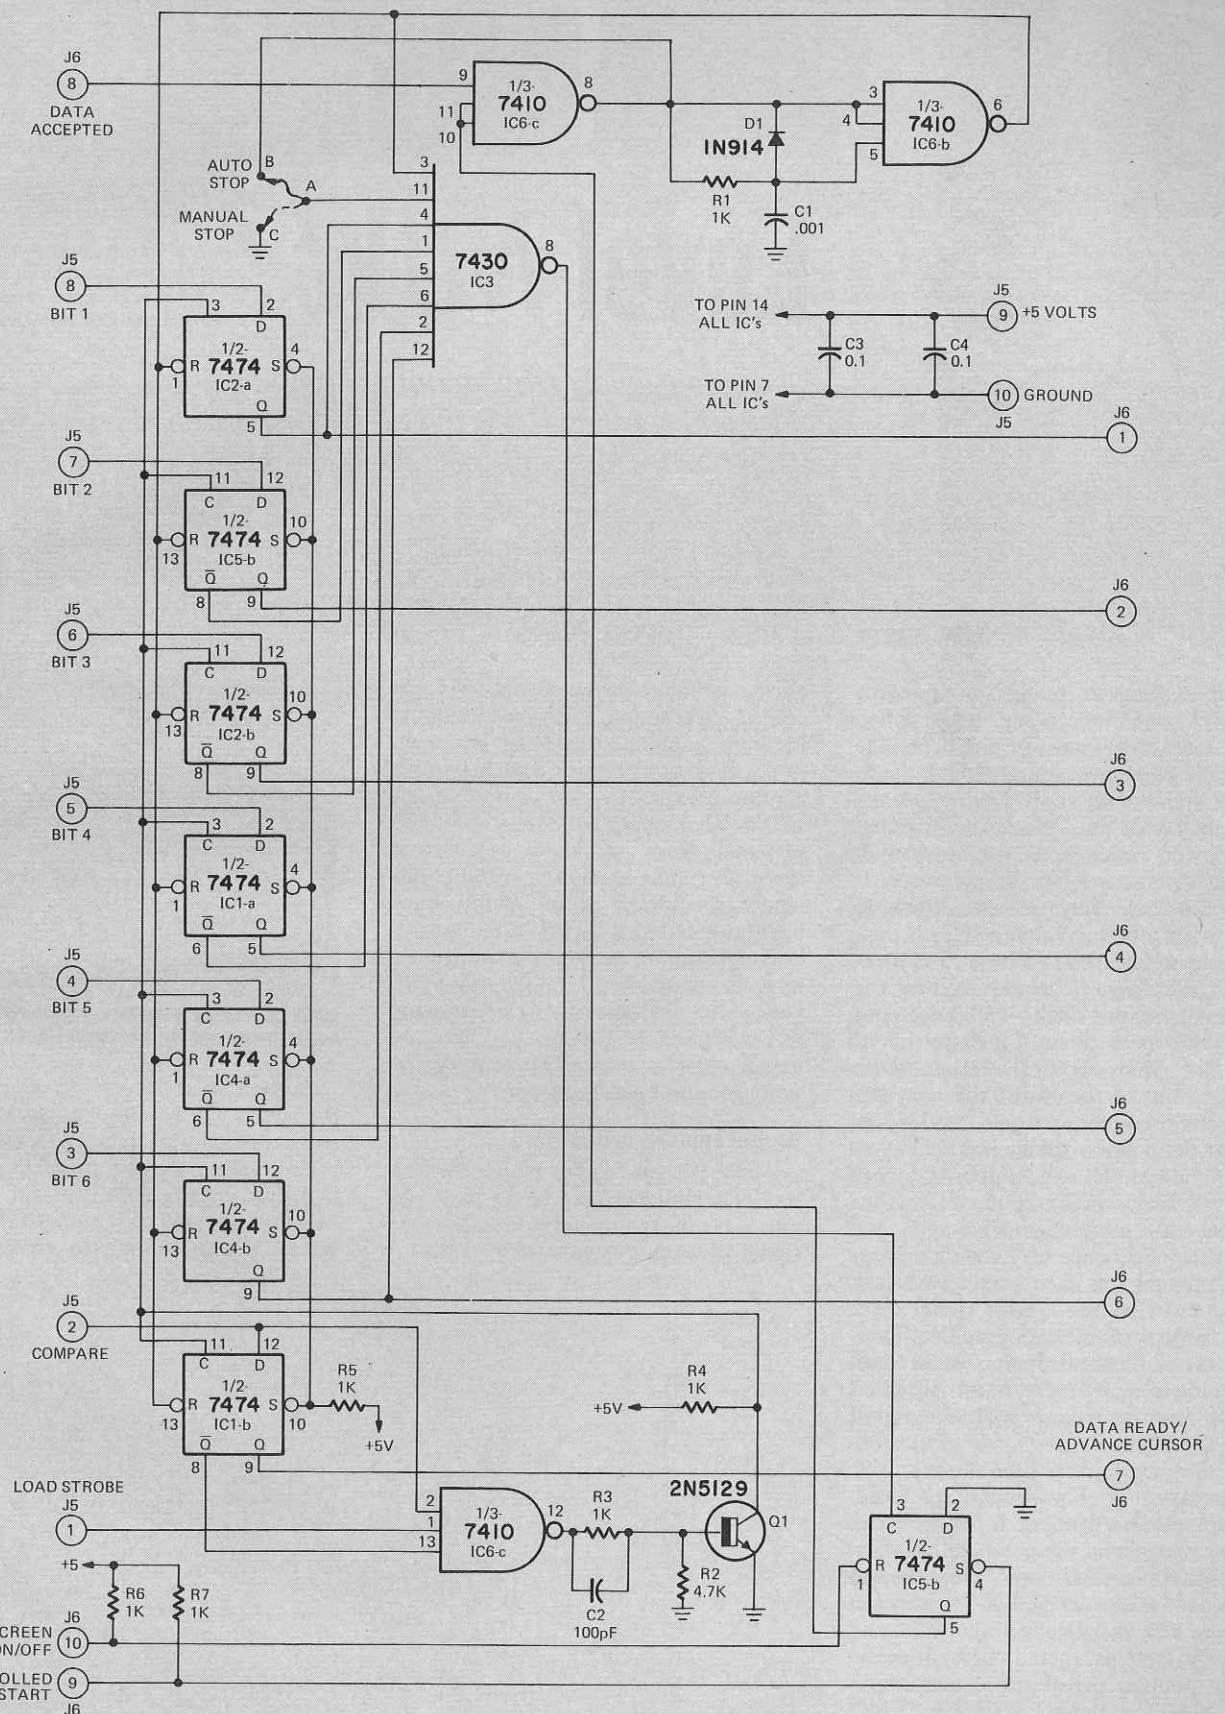 J6
8
DATA
ACCEPTED
9
11
10
1/3-
7410
IC6-c
8
D1
1N914
R1
1K
C1
.001
3
4
5
1/3-
7410
IC6-b
6
AUTO
STOP
B
A
MANUAL
STOP
C
3
11
4
1
5
6
2
12
7430
IC3
8
TO PIN 14
ALL IC's
J5
9
+5 VOLTS
C3
0.1
C4
0.1
TO PIN 7
ALL IC's
10
GROUND
J5
J5
8
BIT 1
3
2
D
1/2-
7474
IC2-a
R
S
1
4
Q
5
J6
1
J5
7
BIT 2
11
12
C
D
1/2-
7474
IC5-b
R
S
13
10
Q̅
Q
8
9
J6
2
J5
6
BIT 3
11
12
C
D
1/2-
7474
IC2-b
R
S
13
10
Q̅
Q
8
9
J6
3
J5
5
BIT 4
3
2
C
D
1/2-
7474
IC1-a
R
S
1
4
Q̅
Q
6
5
J6
4
J5
4
BIT 5
3
2
C
D
1/2-
7474
IC4-a
R
S
1
4
Q̅
Q
6
5
J6
5
J5
3
BIT 6
11
12
C
D
1/2-
7474
IC4-b
R
S
13
10
Q
9
J6
6
J5
2
COMPARE
11
12
C
D
1/2-
7474
IC1-b
R
S
13
10
Q̅
Q
8
9
R5
1K
+5V
R4
1K
+5V
DATA READY/
ADVANCE CURSOR
7
J6
LOAD STROBE
J5
1
2
1
13
1/3-
7410
IC6-c
12
R3
1K
C2
100pF
2N5129
Q1
R2
4.7K
3
2
C
D
1/2-
7474
IC5-b
R
S
1
4
Q
5
+5
R6
1K
R7
1K
J6
CREEN
N/OFF
10
OLLED
START
9
J6